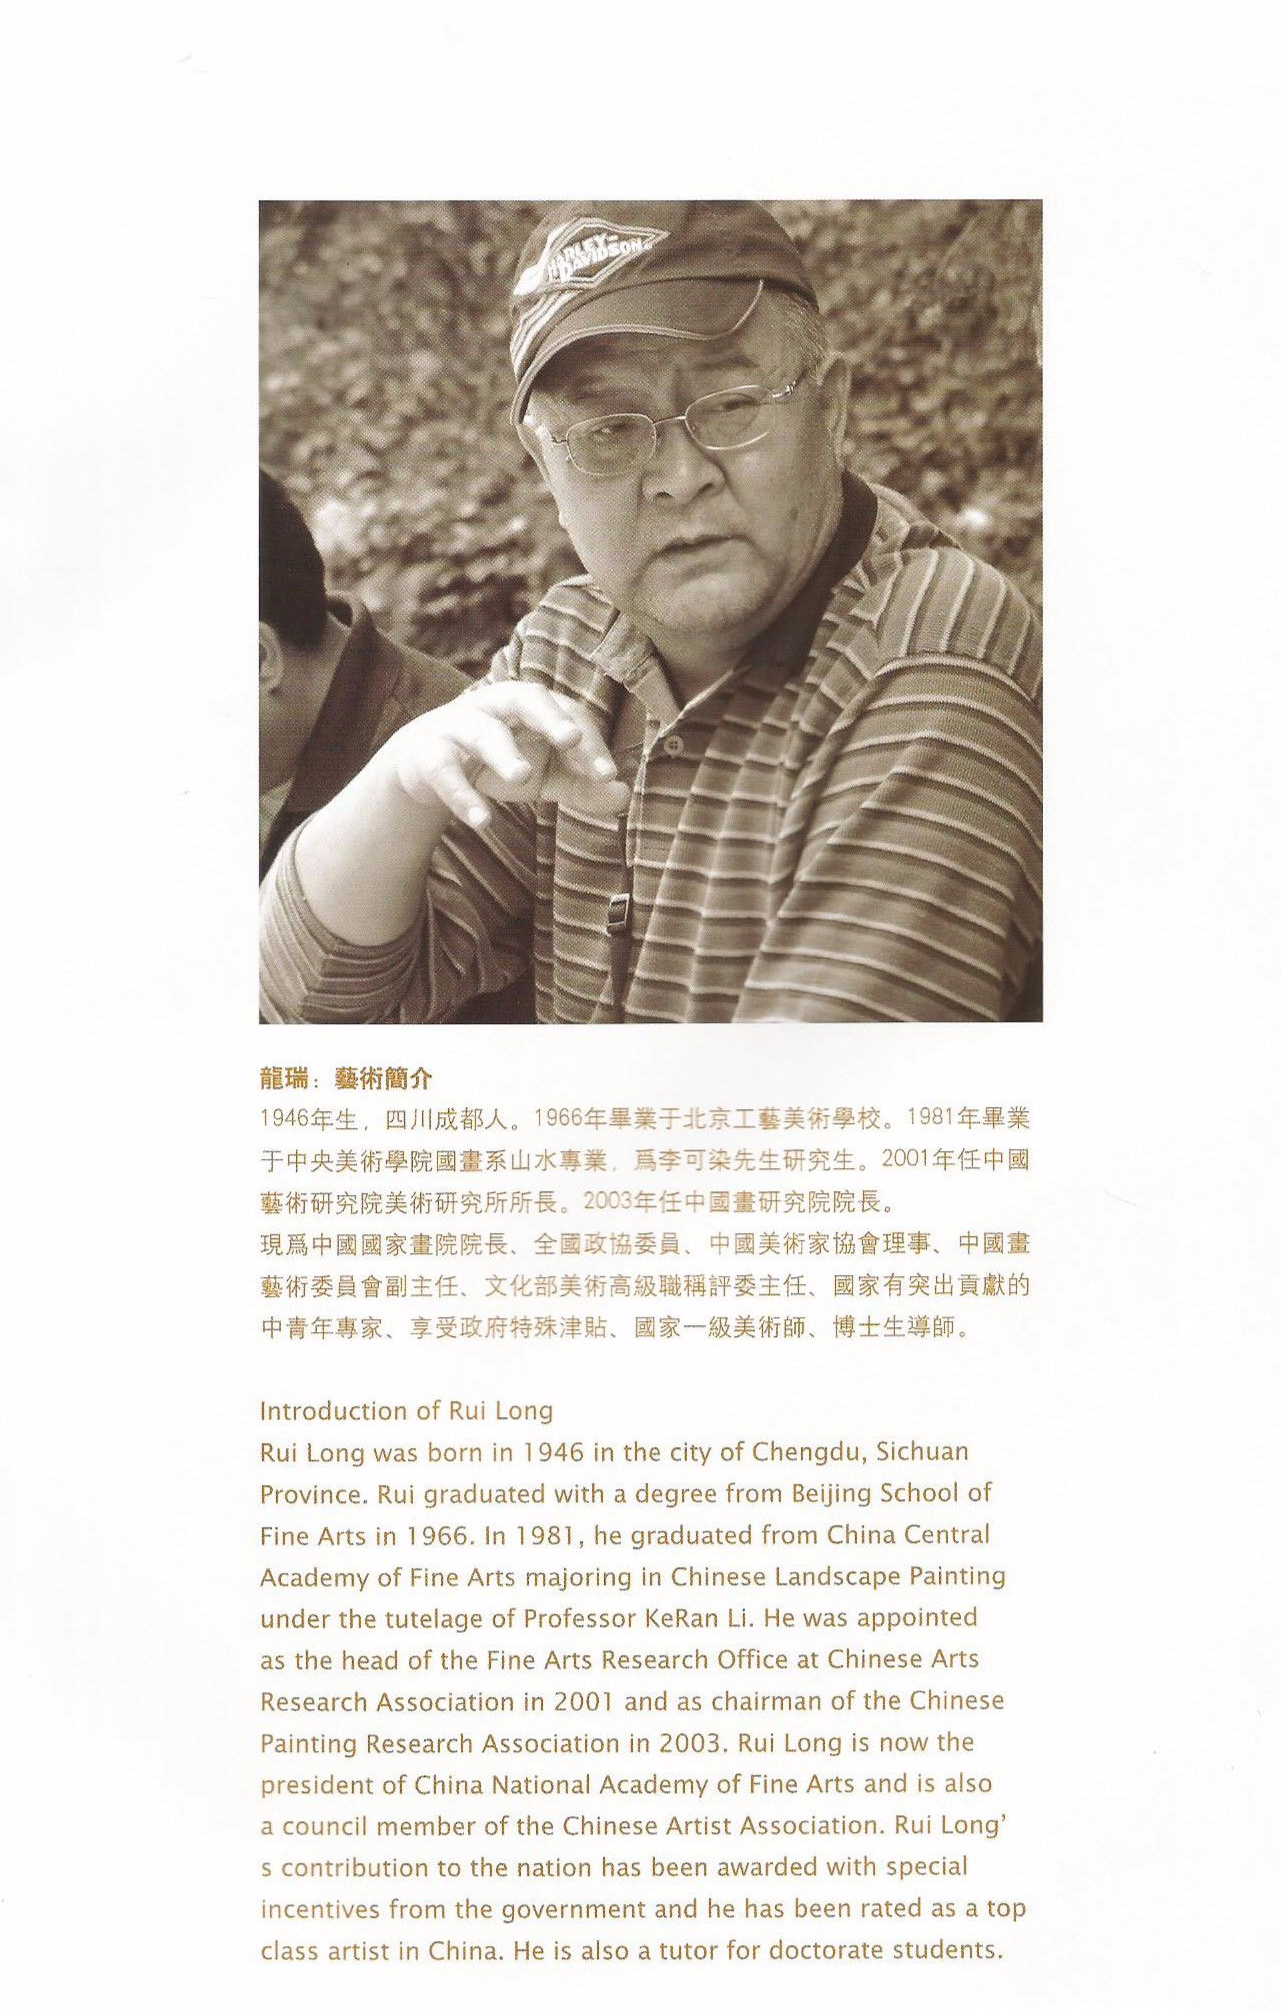 HARLEY-
DAVIDSON
龍瑞：藝術簡介
1946年生，四川成都人。1966年畢業于北京工藝美術學校。1981年畢業
于中央美術學院國畫系山水專業，爲李可染先生研究生。2001年任中國
藝術研究院美術研究所所長。2003年任中國畫研究院院長。
現爲中國國家畫院院長、全國政協委員、中國美術家協會理事、中國畫
藝術委員會副主任、文化部美術高級職稱評委主任、國家有突出貢獻的
中青年專家、享受政府特殊津貼、國家一級美術師、博士生導師。
Introduction of Rui Long
Rui Long was born in 1946 in the city of Chengdu, Sichuan
Province. Rui graduated with a degree from Beijing School of
Fine Arts in 1966. In 1981, he graduated from China Central
Academy of Fine Arts majoring in Chinese Landscape Painting
under the tutelage of Professor KeRan Li. He was appointed
as the head of the Fine Arts Research Office at Chinese Arts
Research Association in 2001 and as chairman of the Chinese
Painting Research Association in 2003. Rui Long is now the
president of China National Academy of Fine Arts and is also
a council member of the Chinese Artist Association. Rui Long’
s contribution to the nation has been awarded with special
incentives from the government and he has been rated as a top
class artist in China. He is also a tutor for doctorate students.